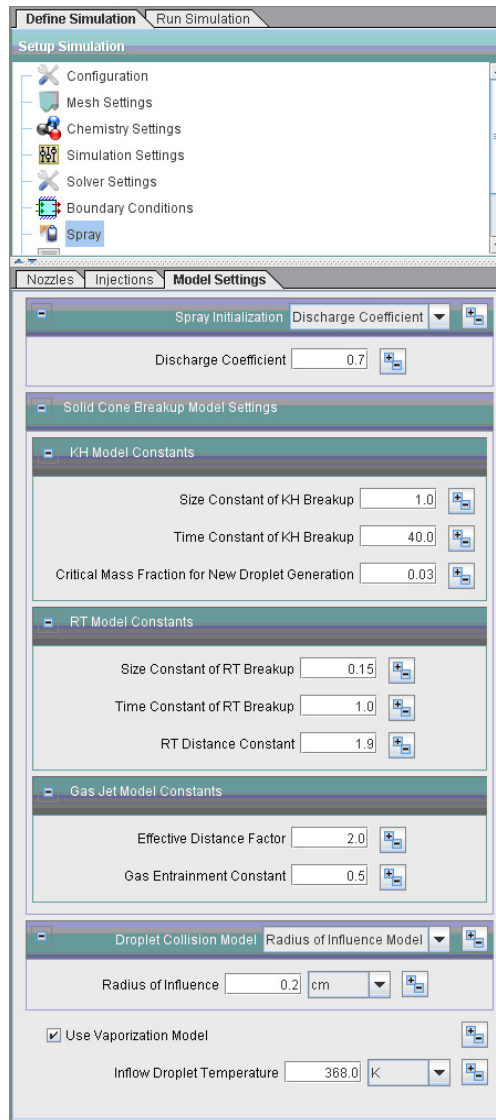 Define Simulation Run Simulation
Setup Simulation
Configuration
Mesh Settings
Chemistry Settings
Simulation Settings
Solver Settings
Boundary Conditions
Spray
Nozzles Injections Model Settings
Spray Initialization Discharge Coefficient
Discharge Coefficient 0.7
Solid Cone Breakup Model Settings
KH Model Constants
Size Constant of KH Breakup 1.0
Time Constant of KH Breakup 40.0
Critical Mass Fraction for New Droplet Generation 0.03
RT Model Constants
Size Constant of RT Breakup 0.15
Time Constant of RT Breakup 1.0
RT Distance Constant 1.9
Gas Jet Model Constants
Effective Distance Factor 2.0
Gas Entrainment Constant 0.5
Droplet Collision Model Radius of Influence Model
Radius of Influence 0.2 cm
Use Vaporization Model
Inflow Droplet Temperature 368.0 K